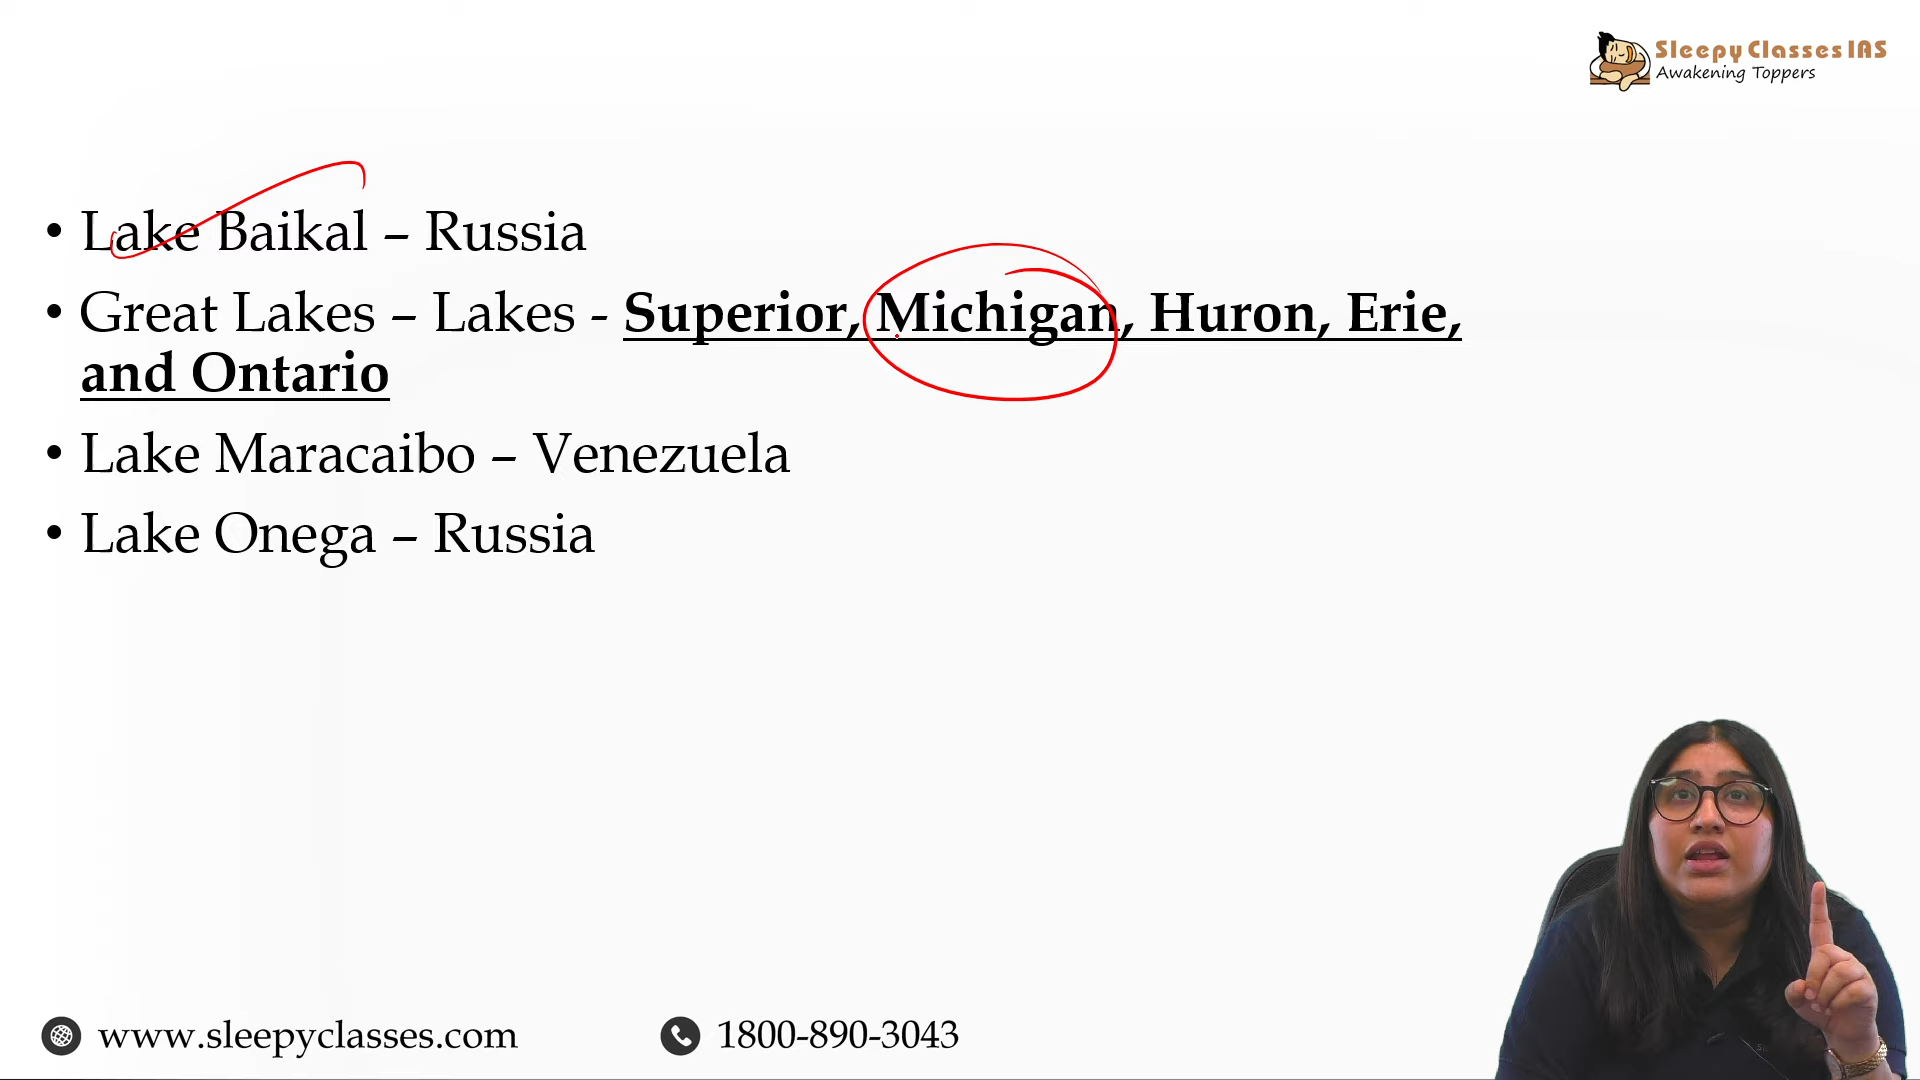 Sleepy Classes IAS
Awakening Toppers
• Lake Baikal – Russia
• Great Lakes – Lakes - Superior, Michigan, Huron, Erie,
and Ontario
• Lake Maracaibo – Venezuela
• Lake Onega – Russia
www.sleepyclasses.com
1800-890-3043